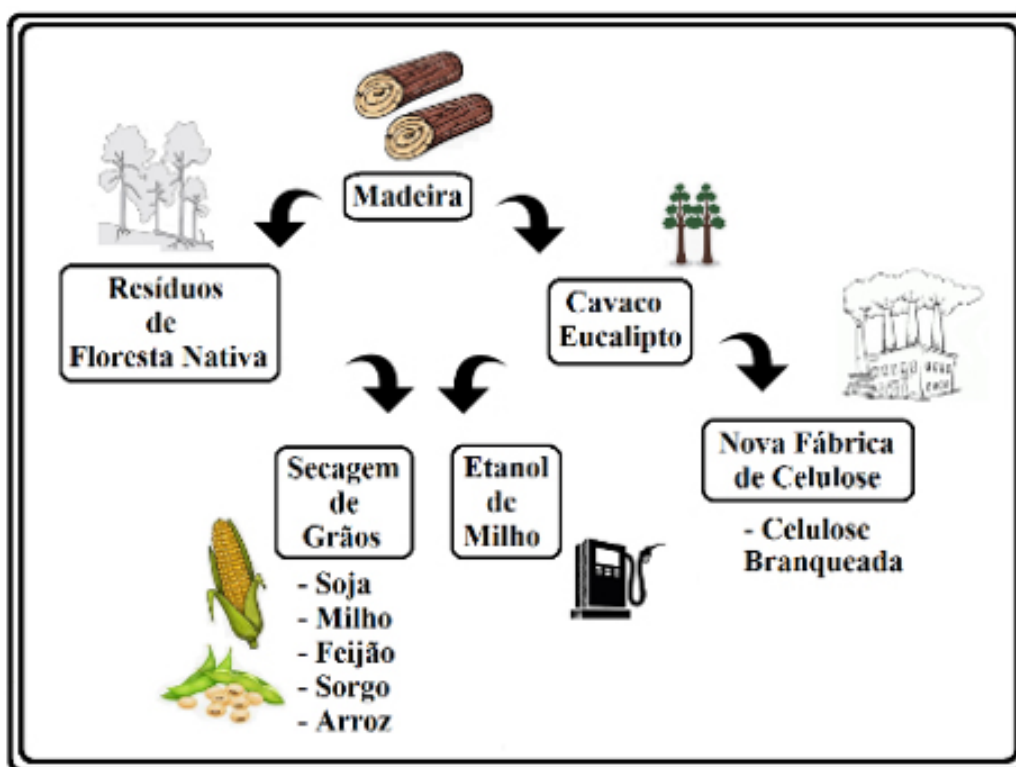 Madeira
Resíduos
de
Floresta Nativa
Cavaco
Eucalipto
Secagem
de
Grãos
- Soja
- Milho
- Feijão
- Sorgo
- Arroz
Etanol
de
Milho
Nova Fábrica
de Celulose
- Celulose
Branqueada